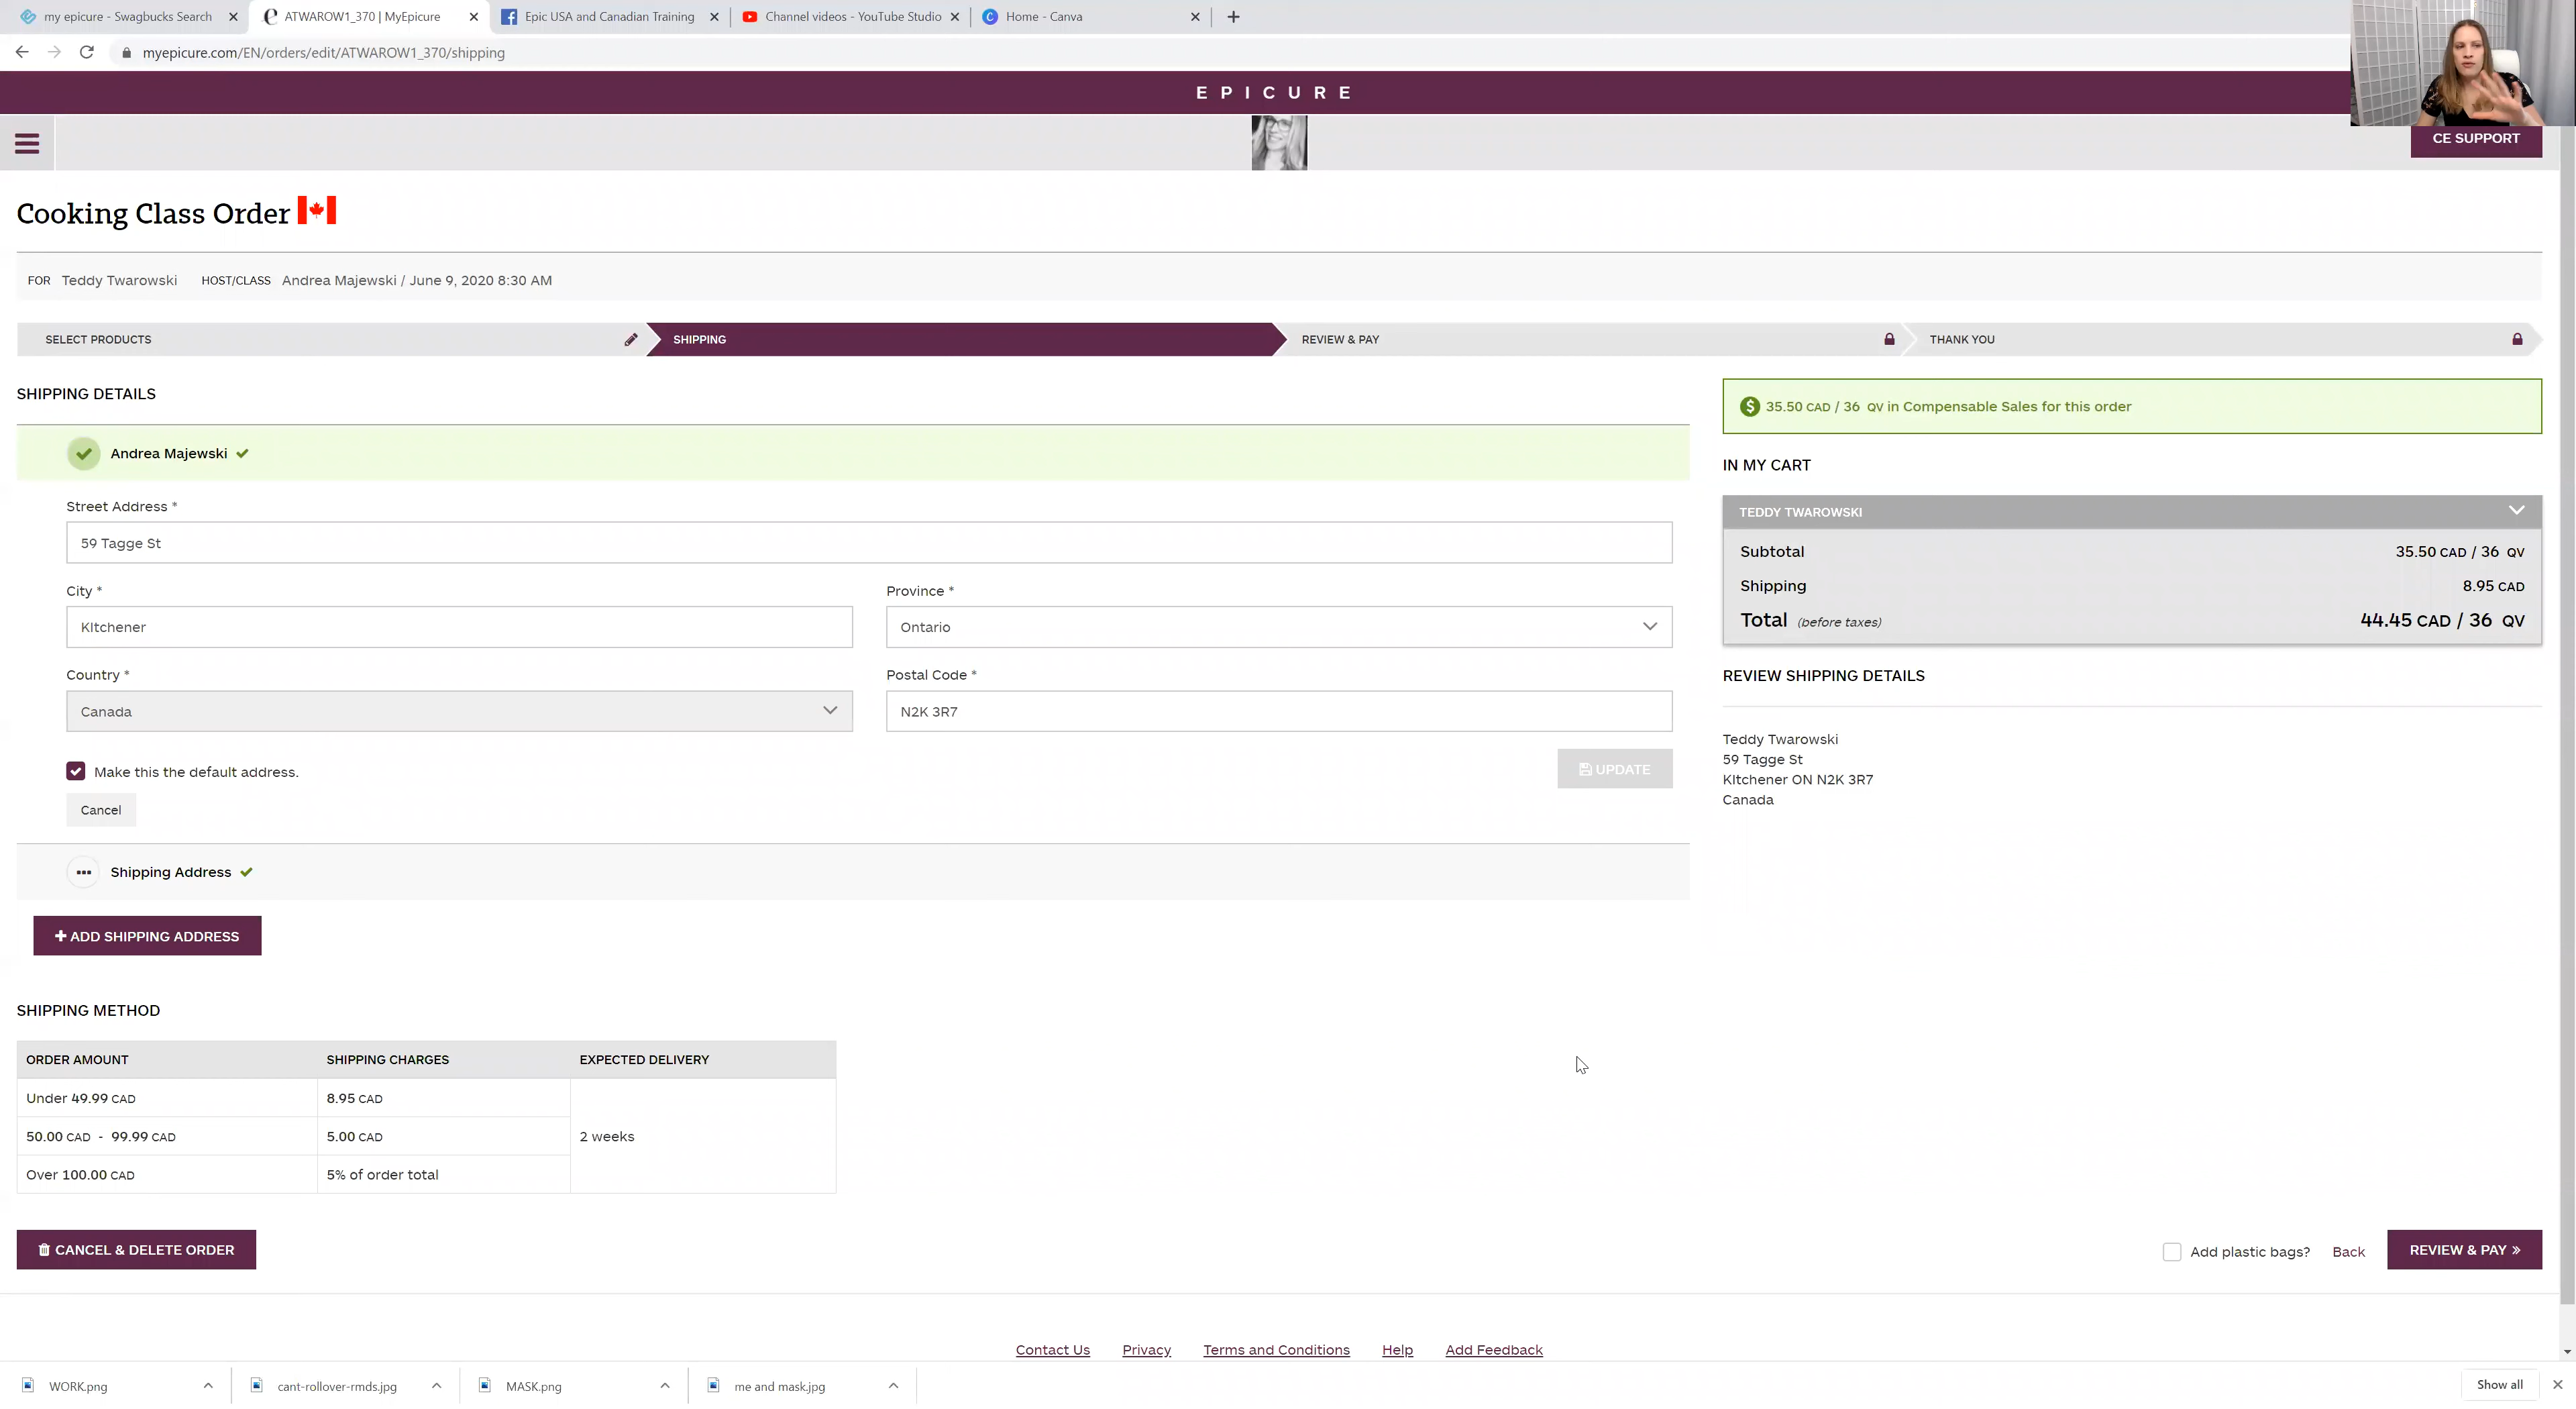 my epicure - Swagbucks Search
ATWAROW1_370 | MyEpicure
Epic USA and Canadian Training
Channel videos - YouTube Studio
Home - Canva
myepicure.com/EN/orders/edit/ATWAROW1_370/shipping
EPICURE
CE SUPPORT
Cooking Class Order
FOR Teddy Twarowski HOST/CLASS Andrea Majewski / June 9, 2020 8:30 AM
SELECT PRODUCTS
SHIPPING
REVIEW & PAY
THANK YOU
SHIPPING DETAILS
Andrea Majewski
Street Address *
59 Tagge St
City *
Province *
KItchener
Ontario
Country *
Postal Code *
Canada
N2K 3R7
Make this the default address.
UPDATE
Cancel
Shipping Address
+ ADD SHIPPING ADDRESS
35.50 CAD / 36 QV in Compensable Sales for this order
IN MY CART
TEDDY TWAROWSKI
Subtotal 35.50 CAD / 36 QV
Shipping 8.95 CAD
Total (before taxes) 44.45 CAD / 36 QV
REVIEW SHIPPING DETAILS
Teddy Twarowski
59 Tagge St
KItchener ON N2K 3R7
Canada
SHIPPING METHOD
ORDER AMOUNT SHIPPING CHARGES EXPECTED DELIVERY
Under 49.99 CAD 8.95 CAD
50.00 CAD - 99.99 CAD 5.00 CAD 2 weeks
Over 100.00 CAD 5% of order total
CANCEL & DELETE ORDER
Add plastic bags? Back REVIEW & PAY »
Contact Us Privacy Terms and Conditions Help Add Feedback
WORK.png
cant-rollover-rmds.jpg
MASK.png
me and mask.jpg
Show all